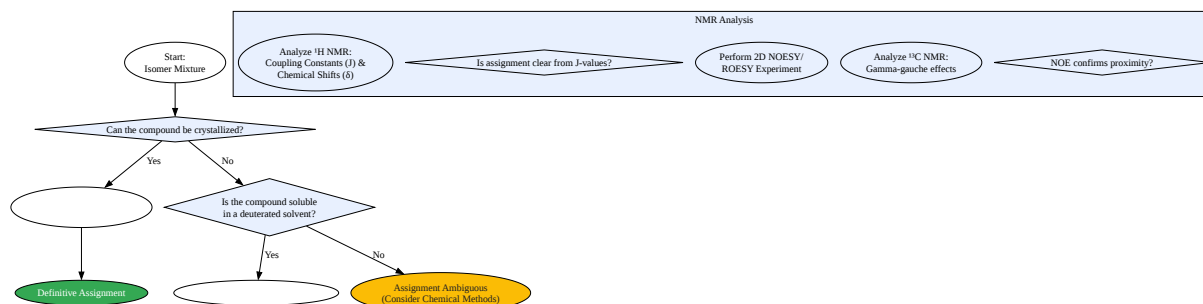 NMR Analysis
Start:
Isomer Mixture
Analyze ¹H NMR:
Coupling Constants (J) &
Chemical Shifts (δ)
Is assignment clear from J-values?
Perform 2D NOESY/
ROESY Experiment
Analyze ¹³C NMR:
Gamma-gauche effects
NOE confirms proximity?
Can the compound be crystallized?
Yes
No
Is the compound soluble
in a deuterated solvent?
Yes
No
Definitive Assignment
Assignment Ambiguous
(Consider Chemical Methods)